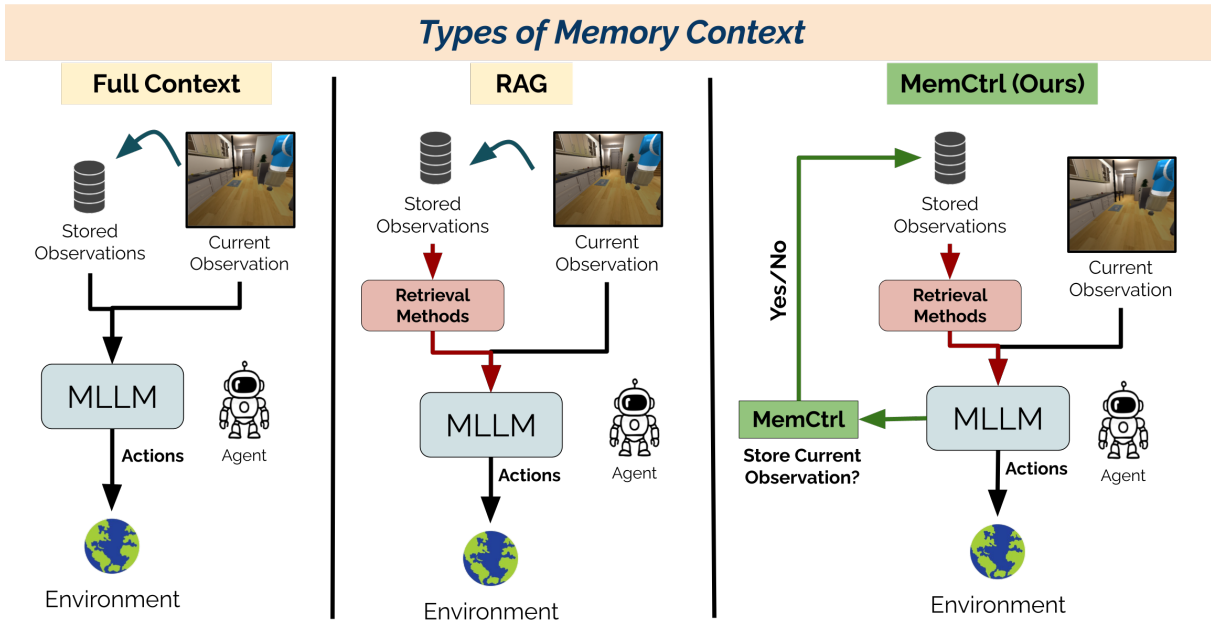 Types of Memory Context
Full Context
Stored
Observations
Current
Observation
MLLM
Agent
Actions
Environment
RAG
Stored
Observations
Current
Observation
Retrieval
Methods
MLLM
Agent
Actions
Environment
MemCtrl (Ours)
Stored
Observations
Current
Observation
Yes/No
Retrieval
Methods
MemCtrl
Store Current
Observation?
MLLM
Agent
Actions
Environment